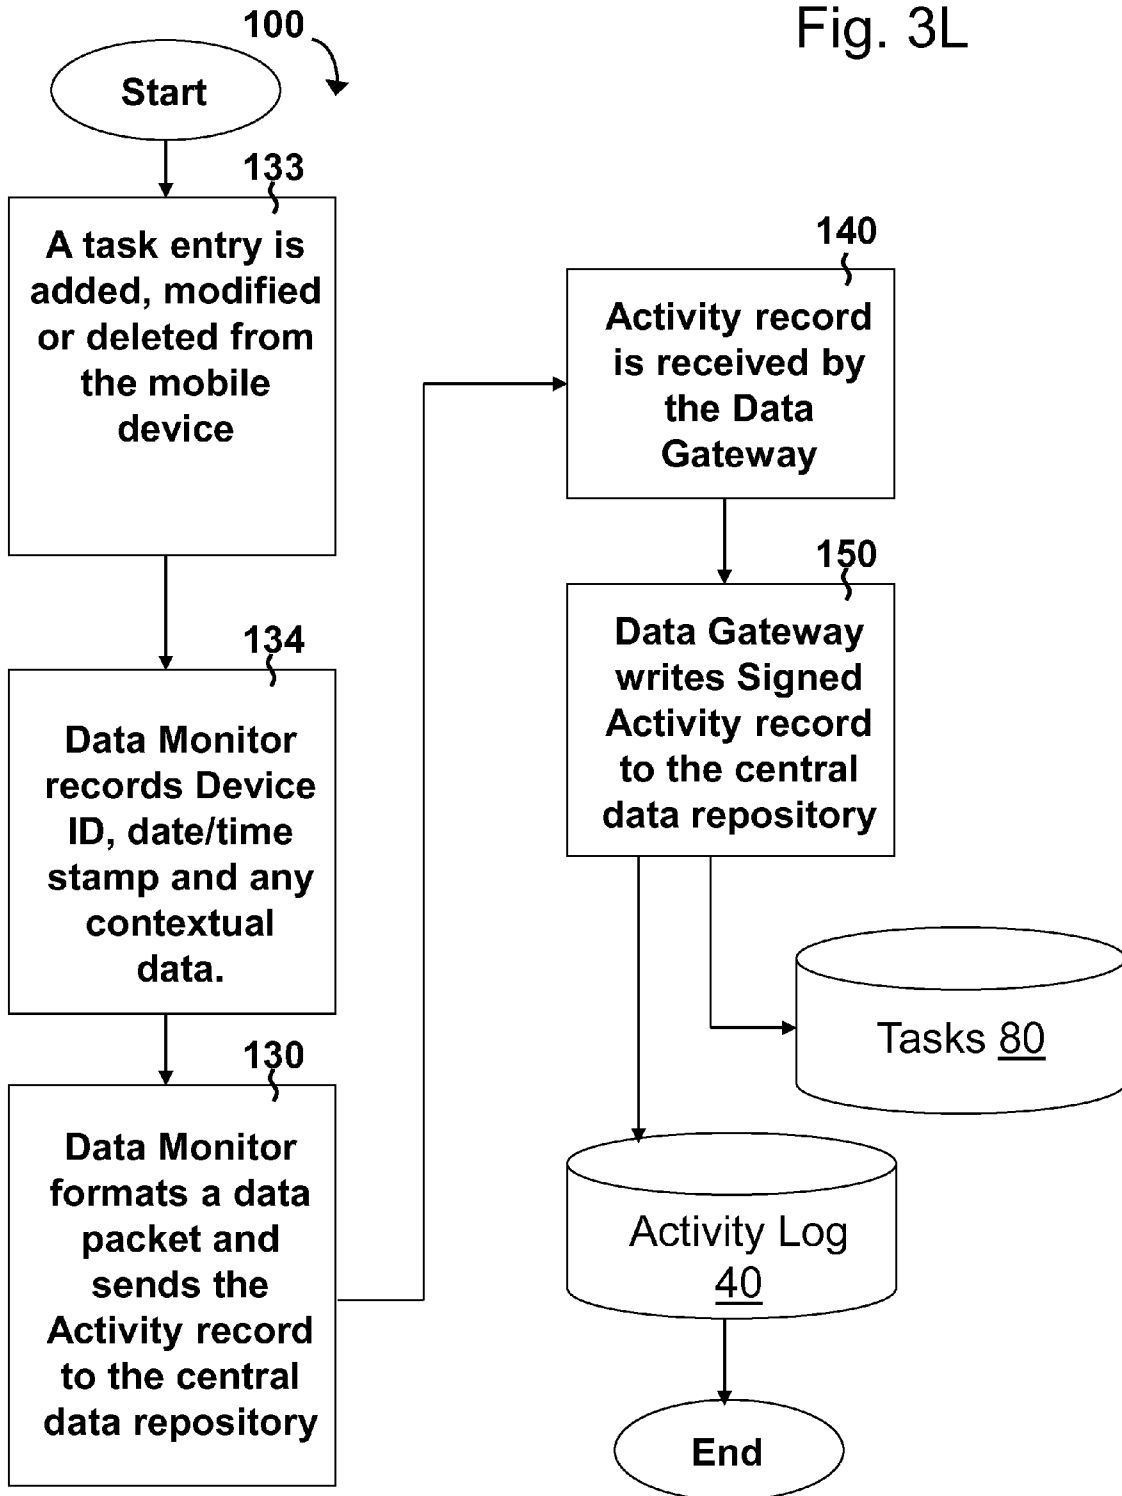 Fig. 3L
100
Start
133
A task entry is
added, modified
or deleted from
the mobile
device
134
Data Monitor
records Device
ID, date/time
stamp and any
contextual
data.
130
Data Monitor
formats a data
packet and
sends the
Activity record
to the central
data repository
140
Activity record
is received by
the Data
Gateway
150
Data Gateway
writes Signed
Activity record
to the central
data repository
Tasks 80
Activity Log
40
End